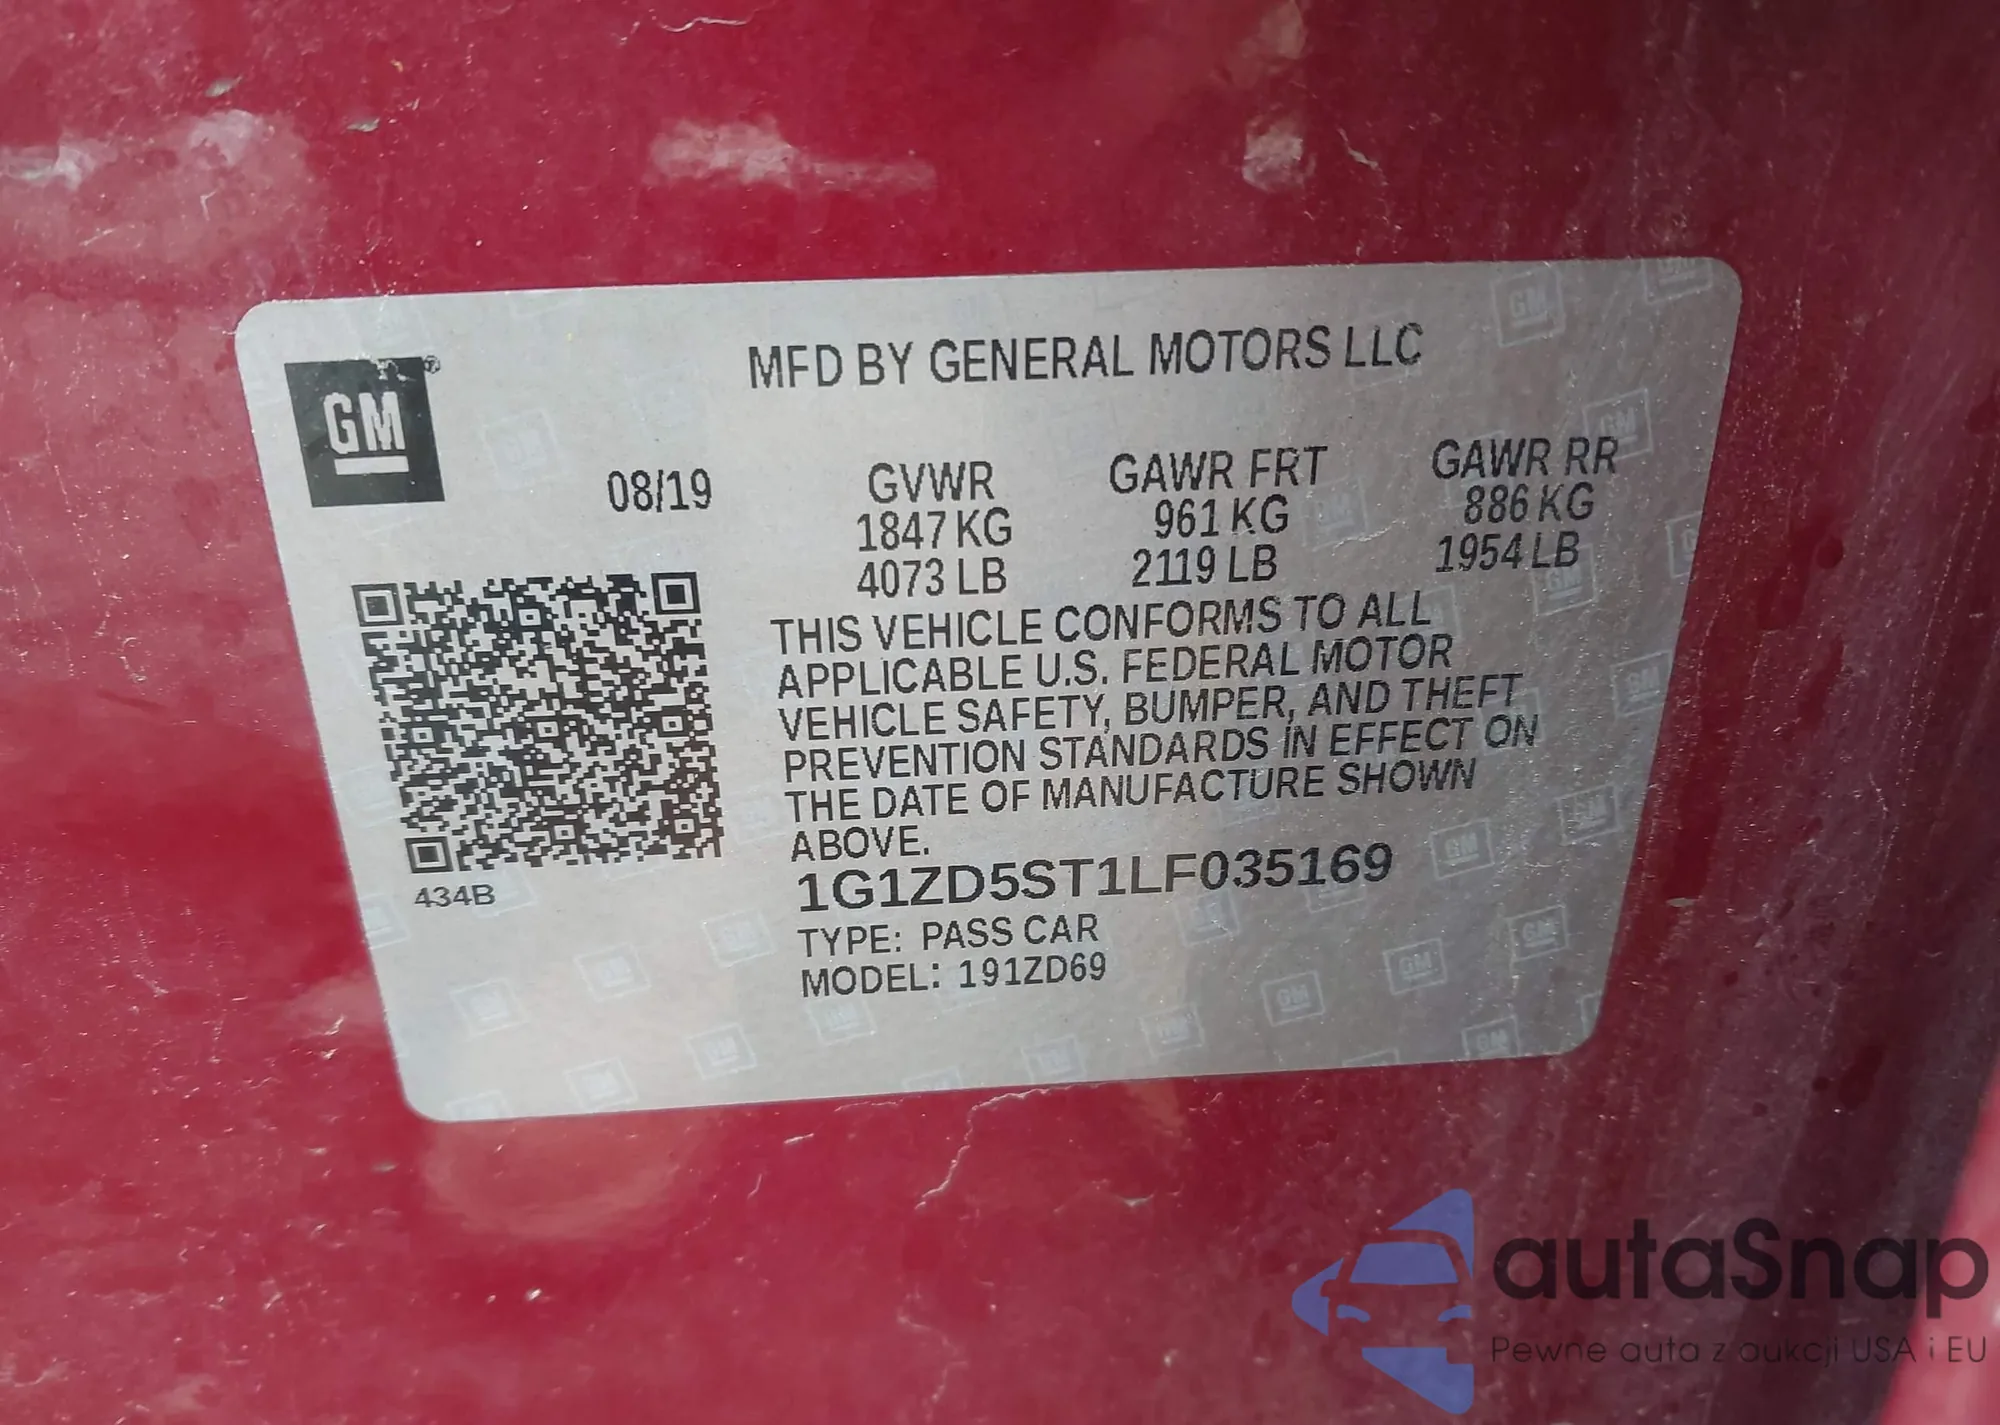 GM®
MFD BY GENERAL MOTORS LLC
08/19
GVWR GAWR FRT GAWR RR
1847 KG 961 KG 886 KG
4073 LB 2119 LB 1954 LB
THIS VEHICLE CONFORMS TO ALL
APPLICABLE U.S. FEDERAL MOTOR
VEHICLE SAFETY, BUMPER, AND THEFT
PREVENTION STANDARDS IN EFFECT ON
THE DATE OF MANUFACTURE SHOWN
ABOVE.
434B
1G1ZD5ST1LF035169
TYPE: PASS CAR
MODEL: 191ZD69
autaSnap
Pewne auta z aukcji USA i EU